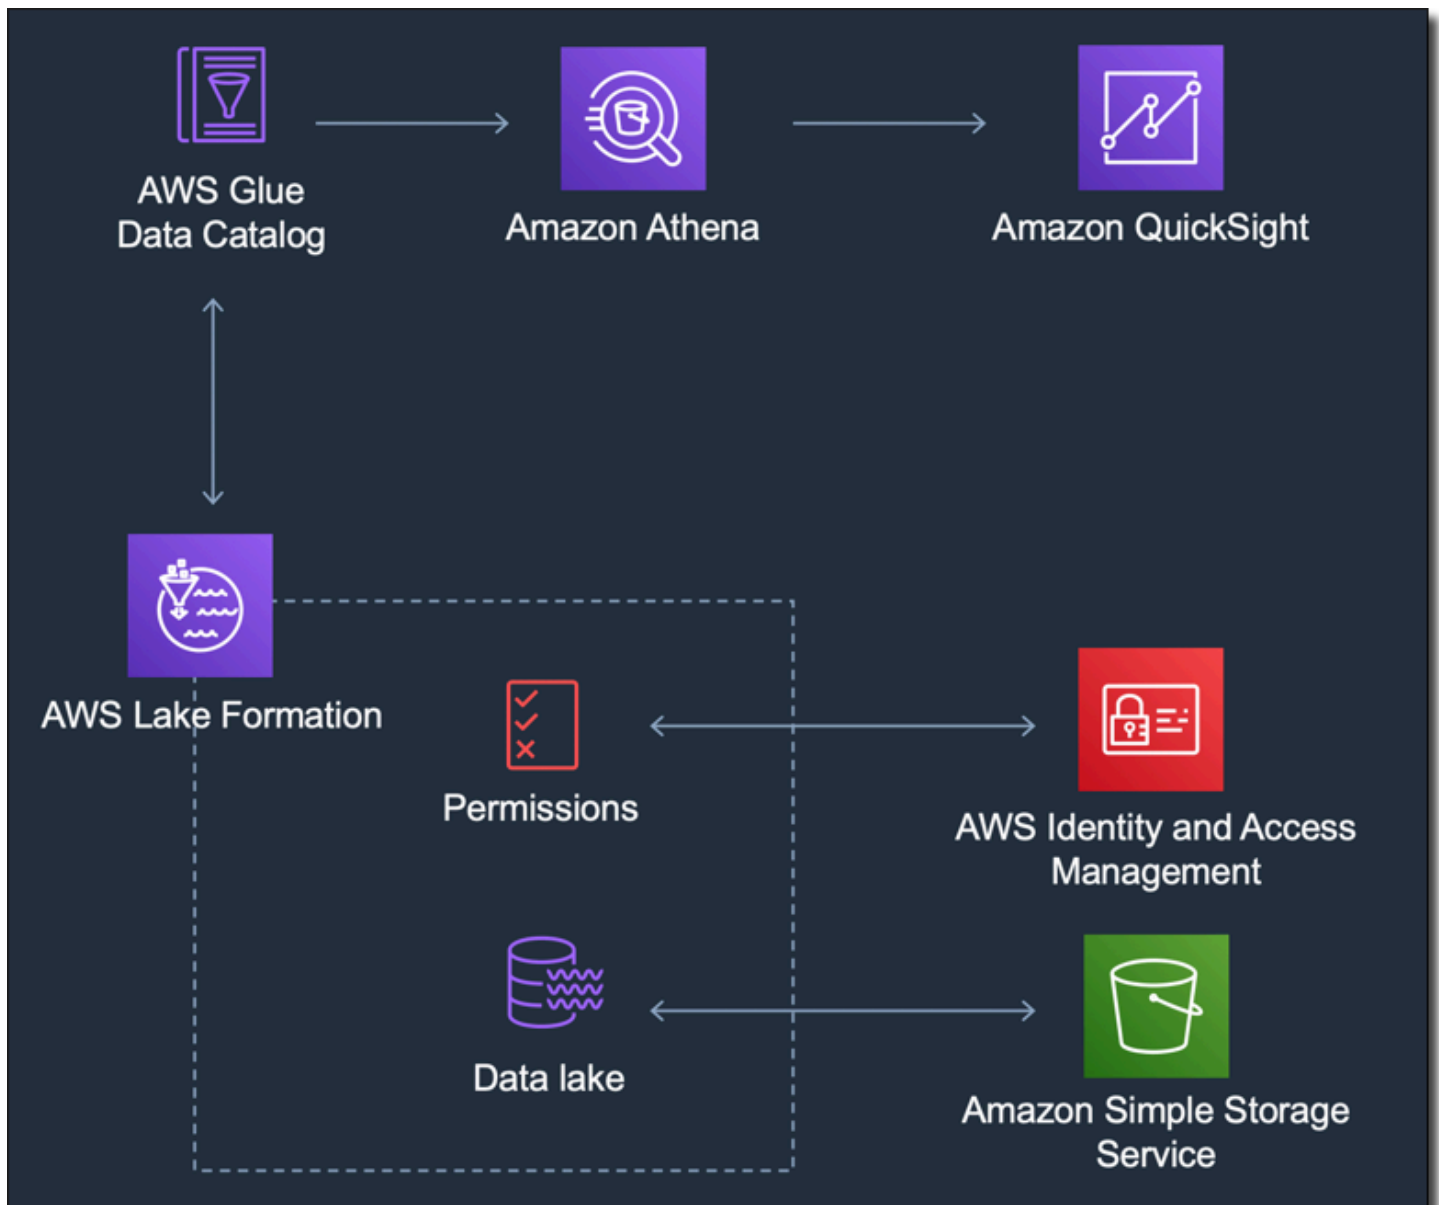 AWS Glue
Data Catalog
Amazon Athena
Amazon QuickSight
AWS Lake Formation
Permissions
AWS Identity and Access
Management
Data lake
Amazon Simple Storage
Service